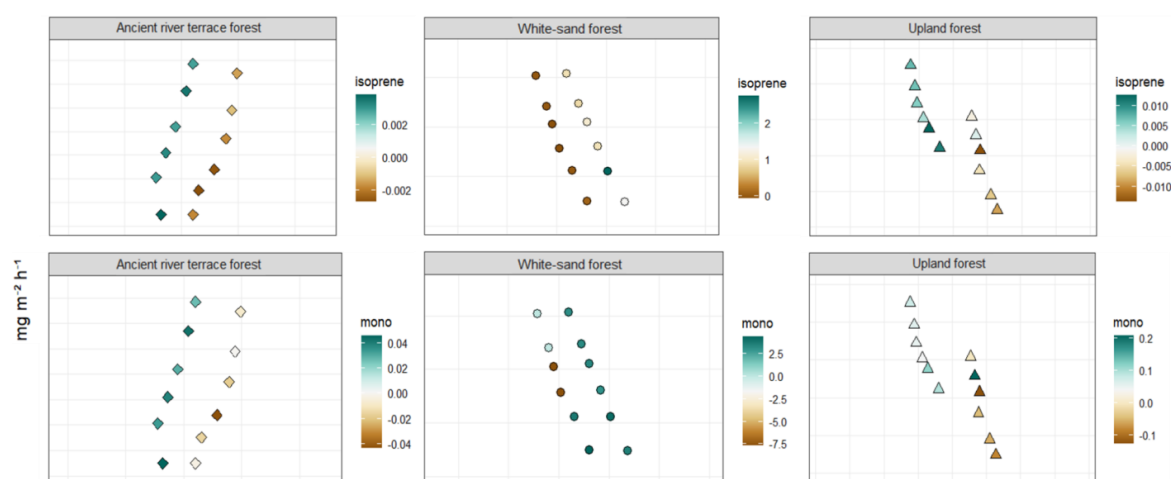 Ancient river terrace forest
White-sand forest
Upland forest
isoprene
0.002
0.000
-0.002
isoprene
2
1
0
isoprene
0.010
0.005
0.000
-0.005
-0.010
mg m⁻² h⁻¹
Ancient river terrace forest
White-sand forest
Upland forest
mono
0.04
0.02
0.00
-0.02
-0.04
mono
2.5
0.0
-2.5
-5.0
-7.5
mono
0.2
0.1
0.0
-0.1